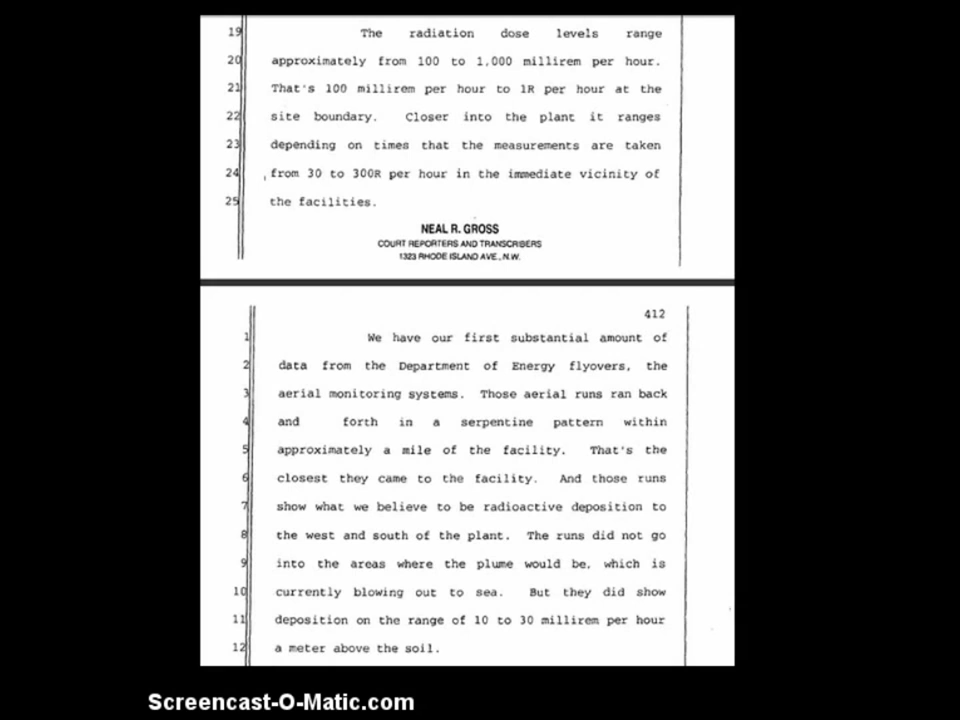 19 The radiation dose levels range
20 approximately from 100 to 1,000 millirem per hour.
21 That's 100 millirem per hour to 1R per hour at the
22 site boundary. Closer into the plant it ranges
23 depending on times that the measurements are taken
24 from 30 to 300R per hour in the immediate vicinity of
25 the facilities.
NEAL R. GROSS
COURT REPORTERS AND TRANSCRIBERS
1323 RHODE ISLAND AVE., N.W.
412
1 We have our first substantial amount of
2 data from the Department of Energy flyovers, the
3 aerial monitoring systems. Those aerial runs ran back
4 and forth in a serpentine pattern within
5 approximately a mile of the facility. That's the
6 closest they came to the facility. And those runs
7 show what we believe to be radioactive deposition to
8 the west and south of the plant. The runs did not go
9 into the areas where the plume would be, which is
10 currently blowing out to sea. But they did show
11 deposition on the range of 10 to 30 millirem per hour
12 a meter above the soil.
Screencast-O-Matic.com